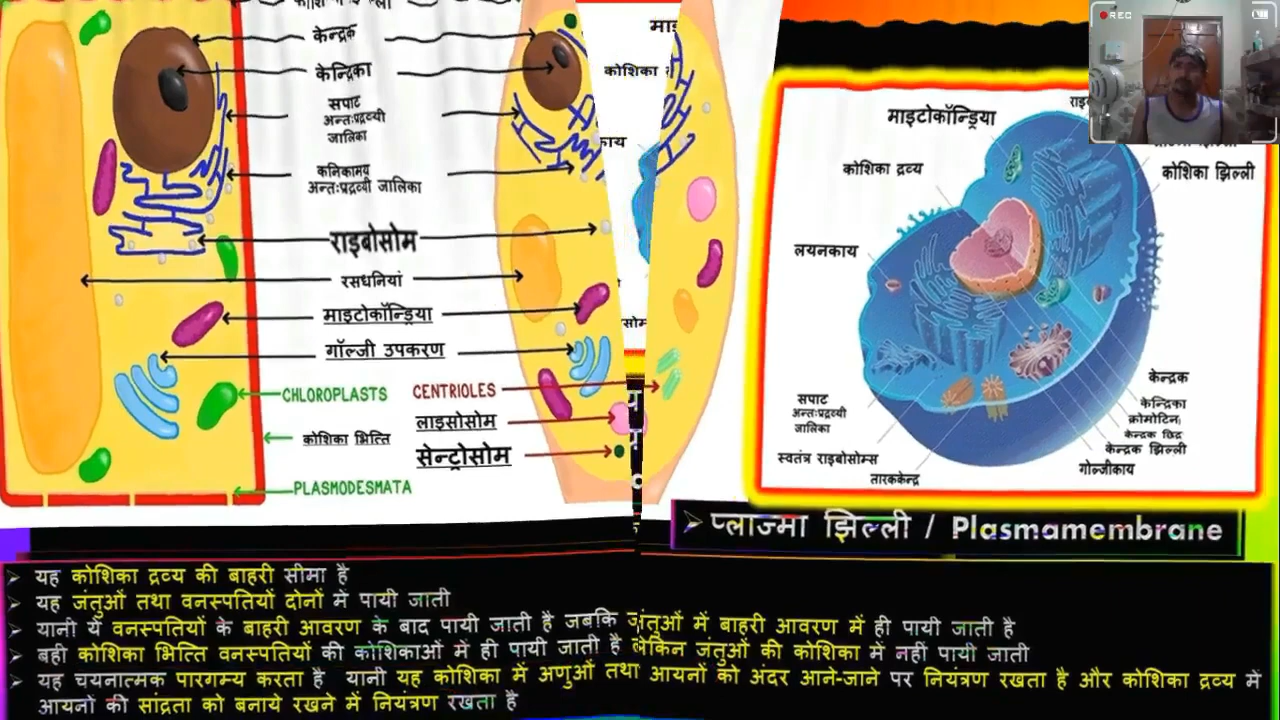 केन्द्रक
केन्द्रिका
सपाट
अन्तःप्रद्रव्यी
जालिका
कनिकामय
अन्तःप्रद्रव्यी जालिका
राइबोसोम
रसधनियां
माइटोकॉन्ड्रिया
गॉल्जी उपकरण
CHLOROPLASTS
CENTRIOLES
लाइसोसोम
कोशिका भित्ति
सेन्ट्रोसोम
PLASMODESMATA
कोशिका
माइटोकॉन्ड्रिया
कोशिका द्रव्य
कोशिका झिल्ली
लयनकाय
केन्द्रक
केन्द्रिका
क्रोमोटिन
केन्द्रक छिद्र
केन्द्रक झिल्ली
गोल्जीकाय
सपाट
अन्तःप्रद्रव्यी
जालिका
स्वतंत्र राइबोसोम्स
तारककेन्द्र
REC
➢ प्लाज्मा झिल्ली / Plasmamembrane
➢ यह कोशिका द्रव्य की बाहरी सीमा है
➢ यह जंतुओं तथा वनस्पतियों दोनों में पायी जाती
➢ यानी ये वनस्पतियों के बाहरी आवरण के बाद पायी जाती है जबकि जंतुओं में बाहरी आवरण में ही पायी जाती है
➢ बही कोशिका भित्ति वनस्पतियों की कोशिकाओं में ही पायी जाती है लेकिन जंतुओं की कोशिका में नहीं पायी जाती
➢ यह चयनात्मक पारगम्य करता है यानी यह कोशिका में अणुओं तथा आयनों को अंदर आने-जाने पर नियंत्रण रखता है और कोशिका द्रव्य में
आयनों की सांद्रता को बनाये रखने में नियंत्रण रखता है